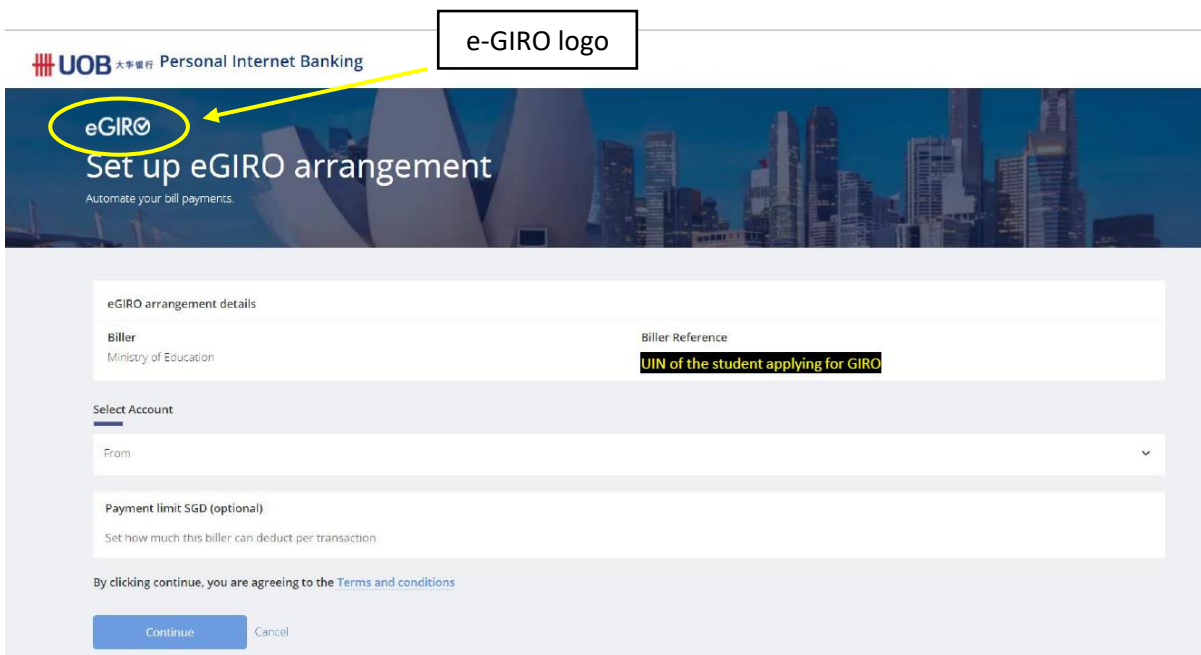 e-GIRO logo
UOB 大华银行 Personal Internet Banking
eGIRO
Set up eGIRO arrangement
Automate your bill payments.
eGIRO arrangement details
Biller
Biller Reference
Ministry of Education
UIN of the student applying for GIRO
Select Account
From
Payment limit SGD (optional)
Set how much this biller can deduct per transaction
By clicking continue, you are agreeing to the Terms and conditions
Continue
Cancel